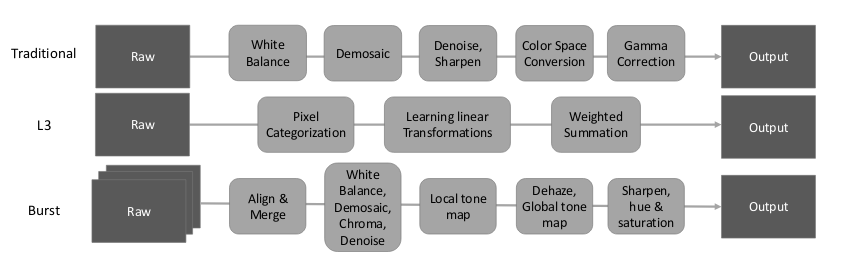 Traditional
Raw
White
Balance
Demosaic
Denoise,
Sharpen
Color Space
Conversion
Gamma
Correction
Output
L3
Raw
Pixel
Categorization
Learning linear
Transformations
Weighted
Summation
Output
Burst
Raw
Align &
Merge
White
Balance,
Demosaic,
Chroma,
Denoise
Local tone
map
Dehaze,
Global tone
map
Sharpen,
hue &
saturation
Output